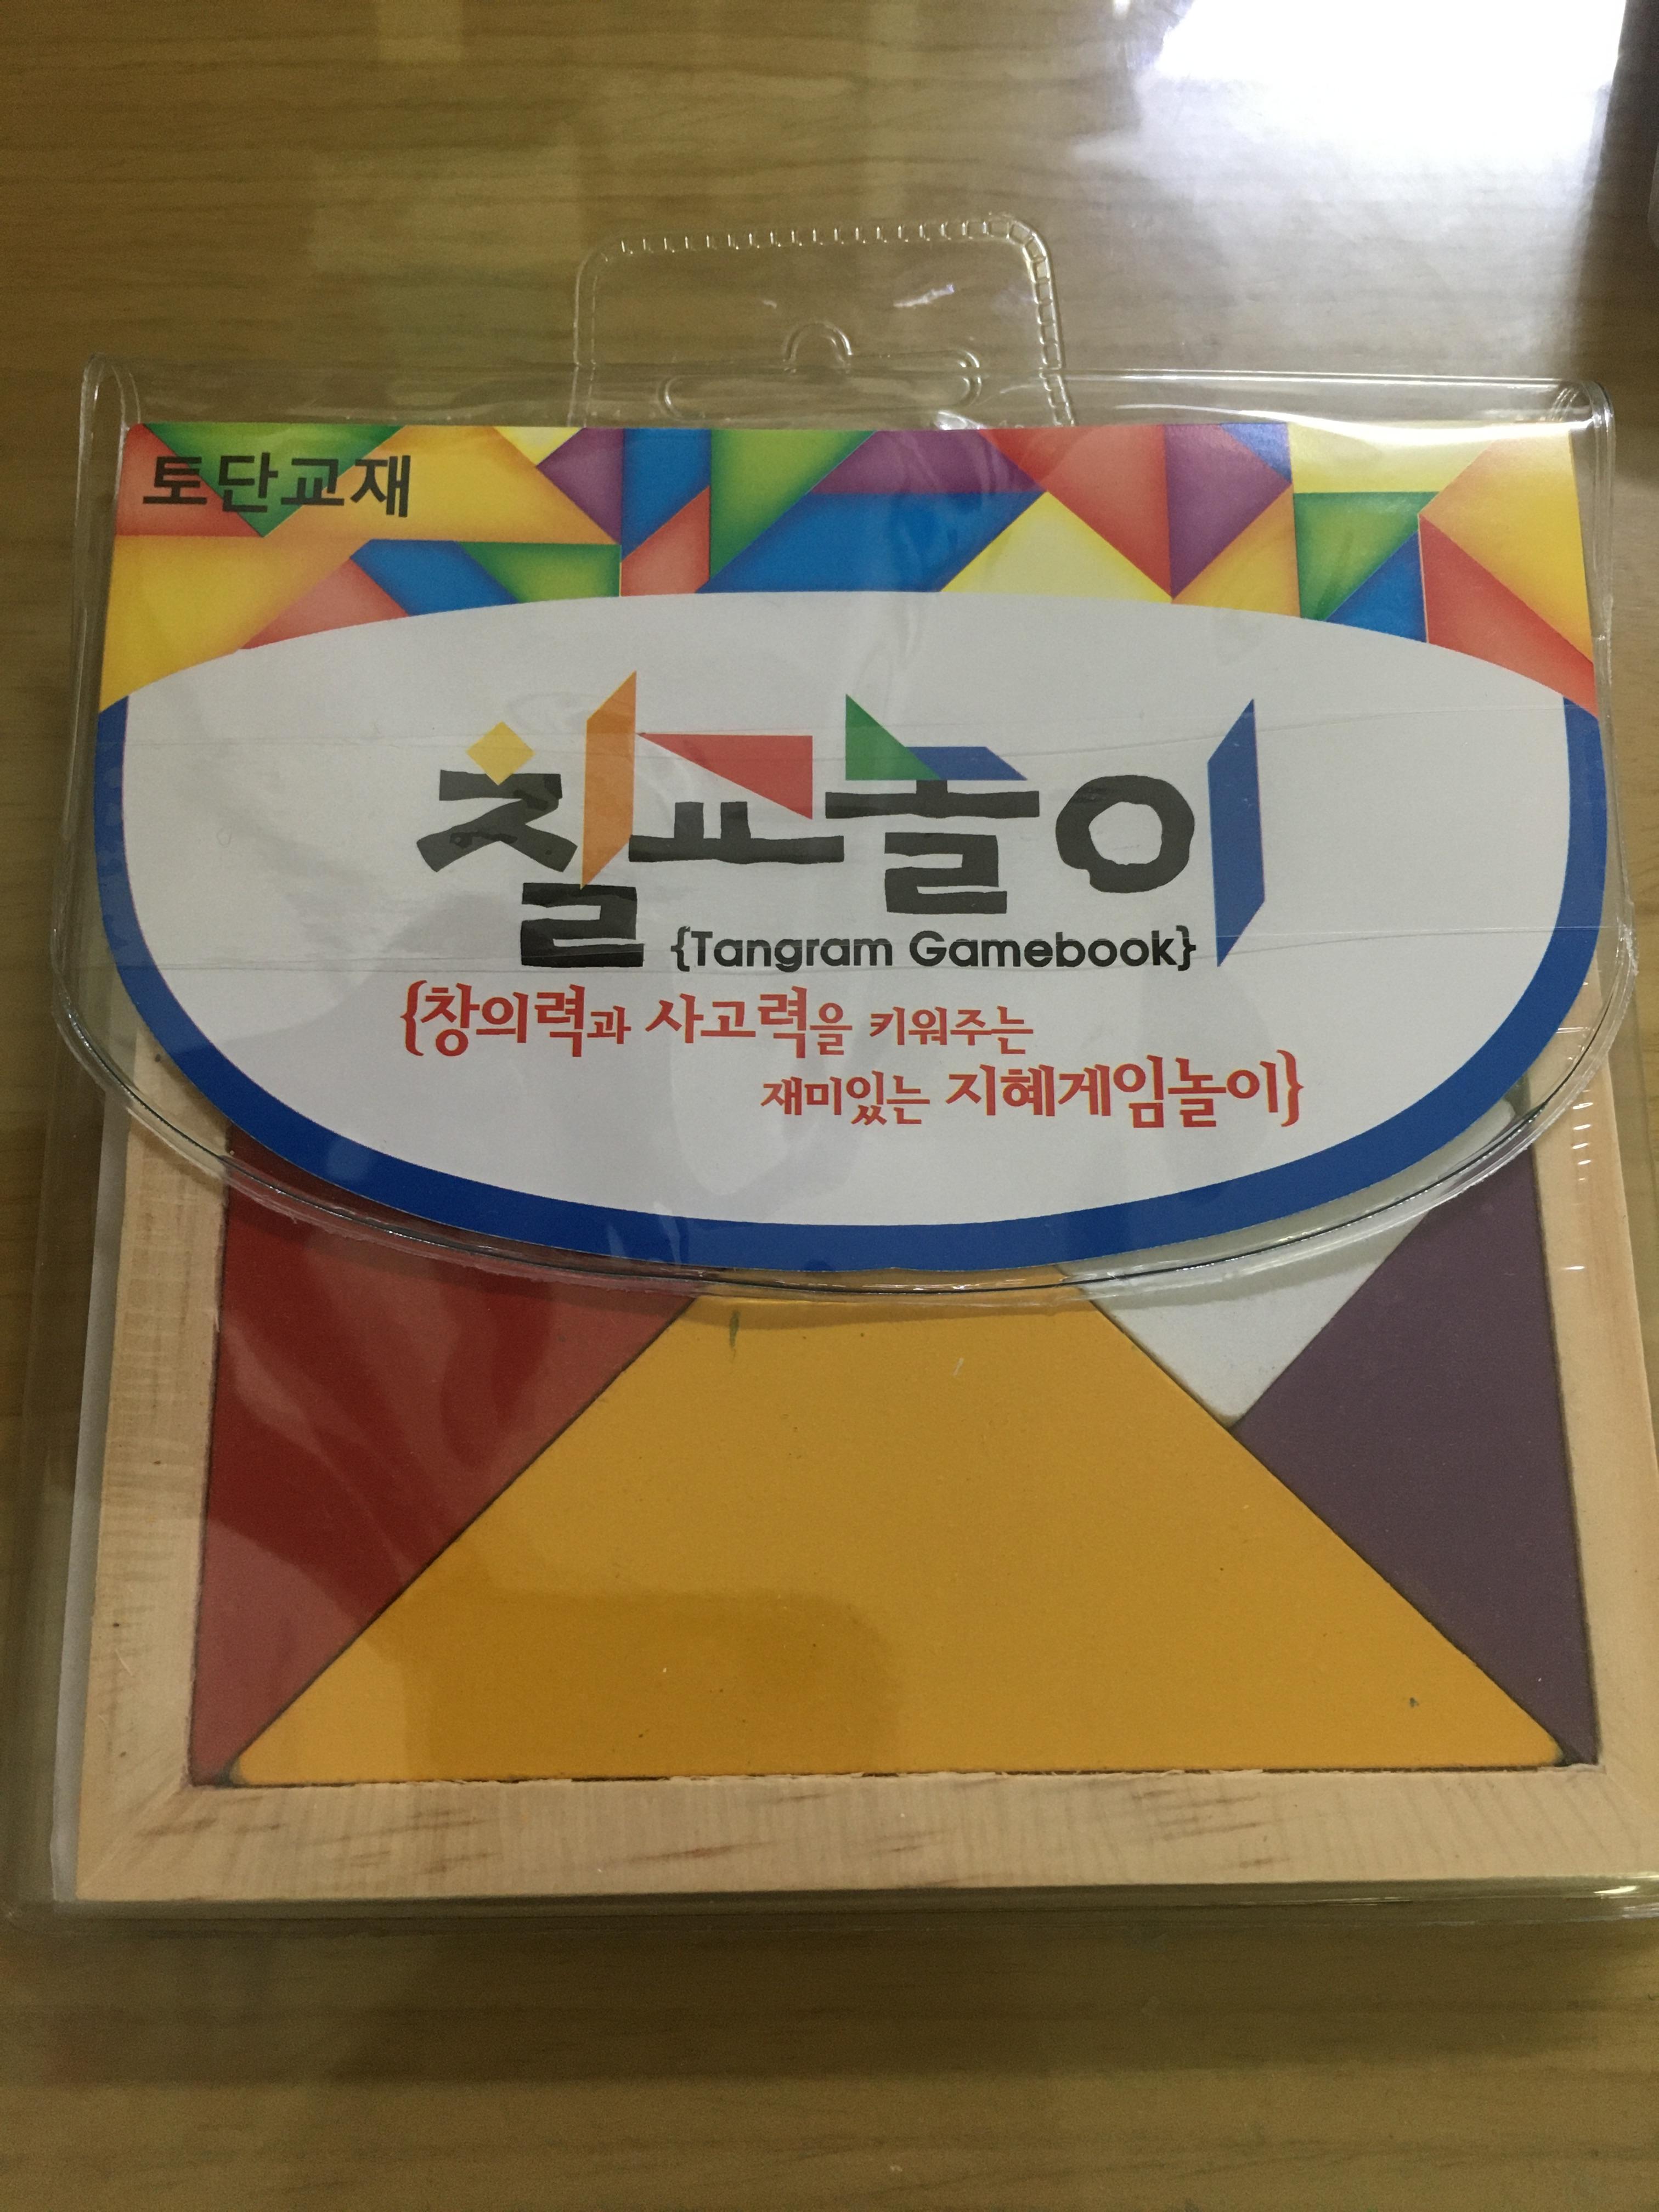 토단교재
칠교놀이
{Tangram Gamebook}
{창의력과 사고력을 키워주는
재미있는 지혜게임놀이}